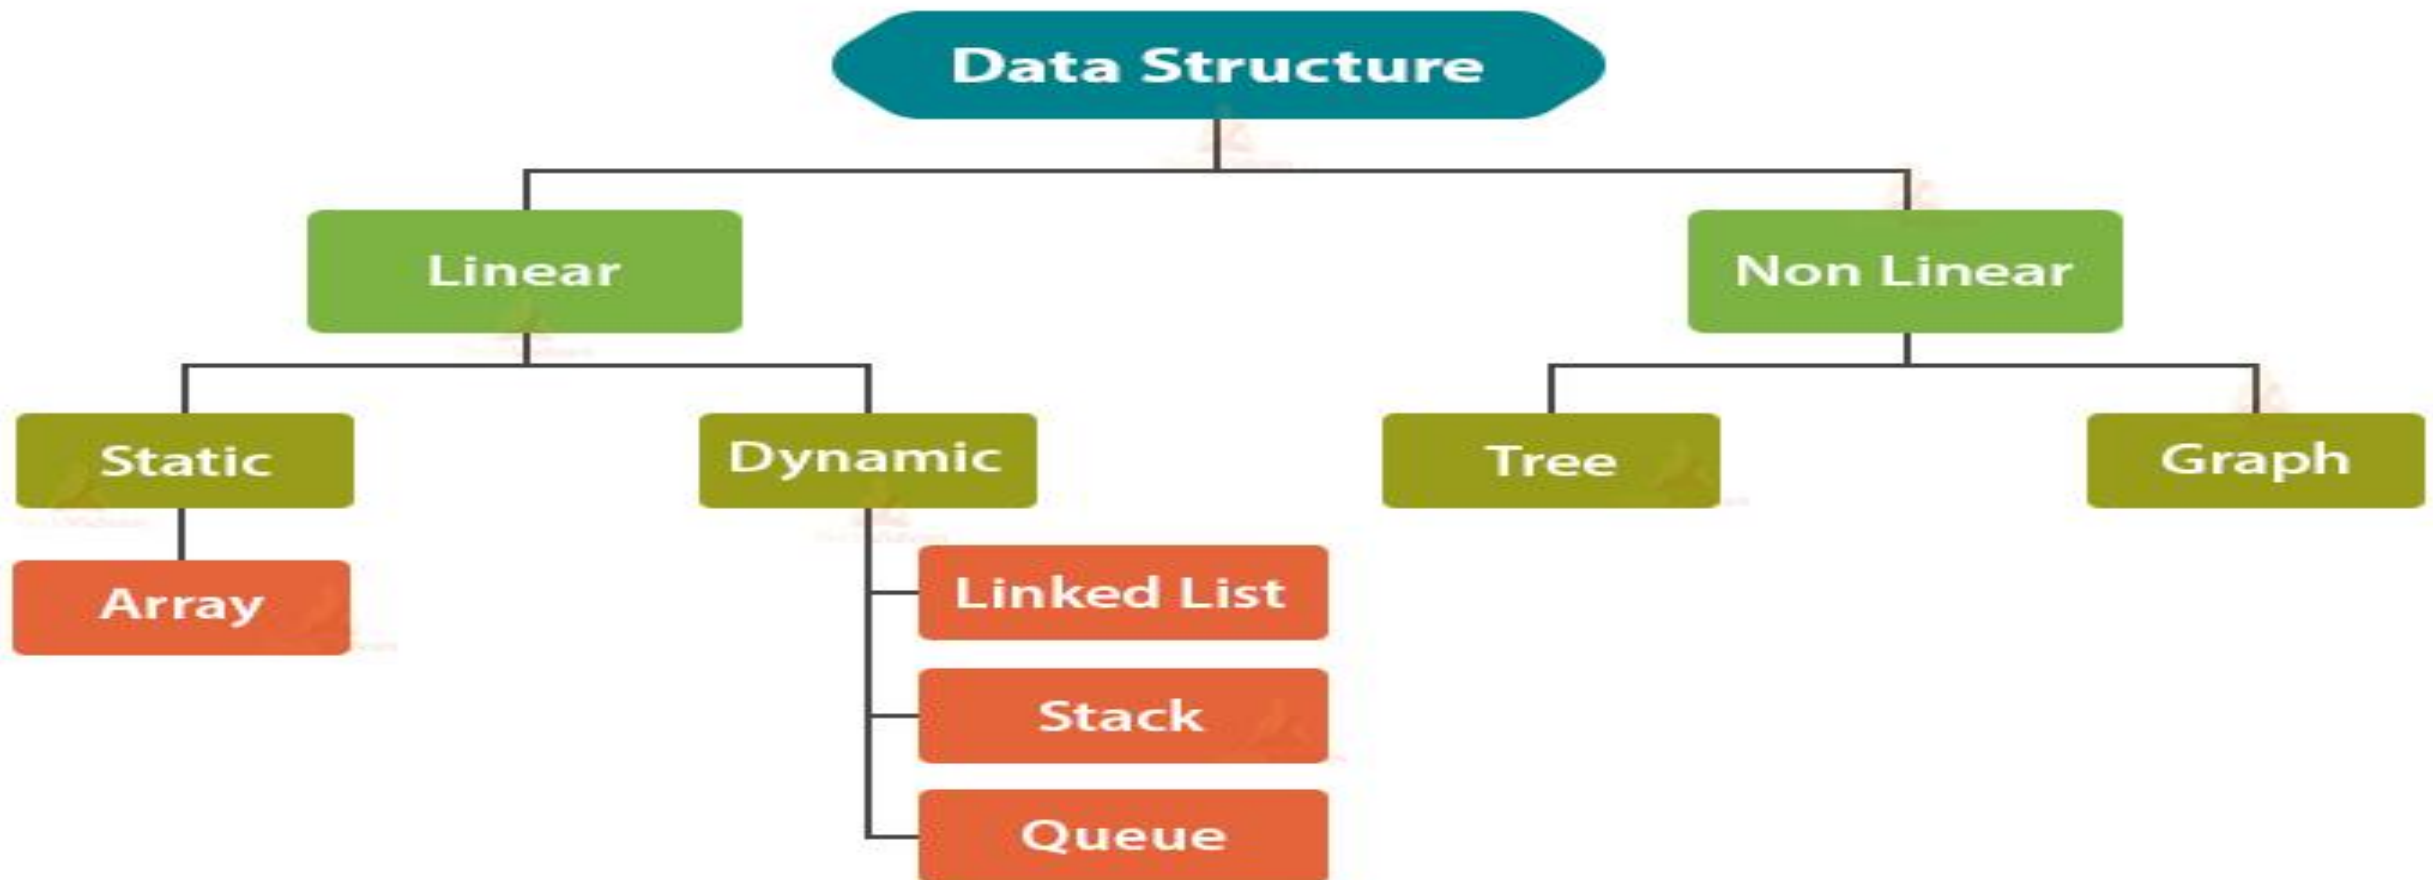 Data Structure
Linear
Non Linear
Static
Dynamic
Tree
Graph
Array
Linked List
Stack
Queue